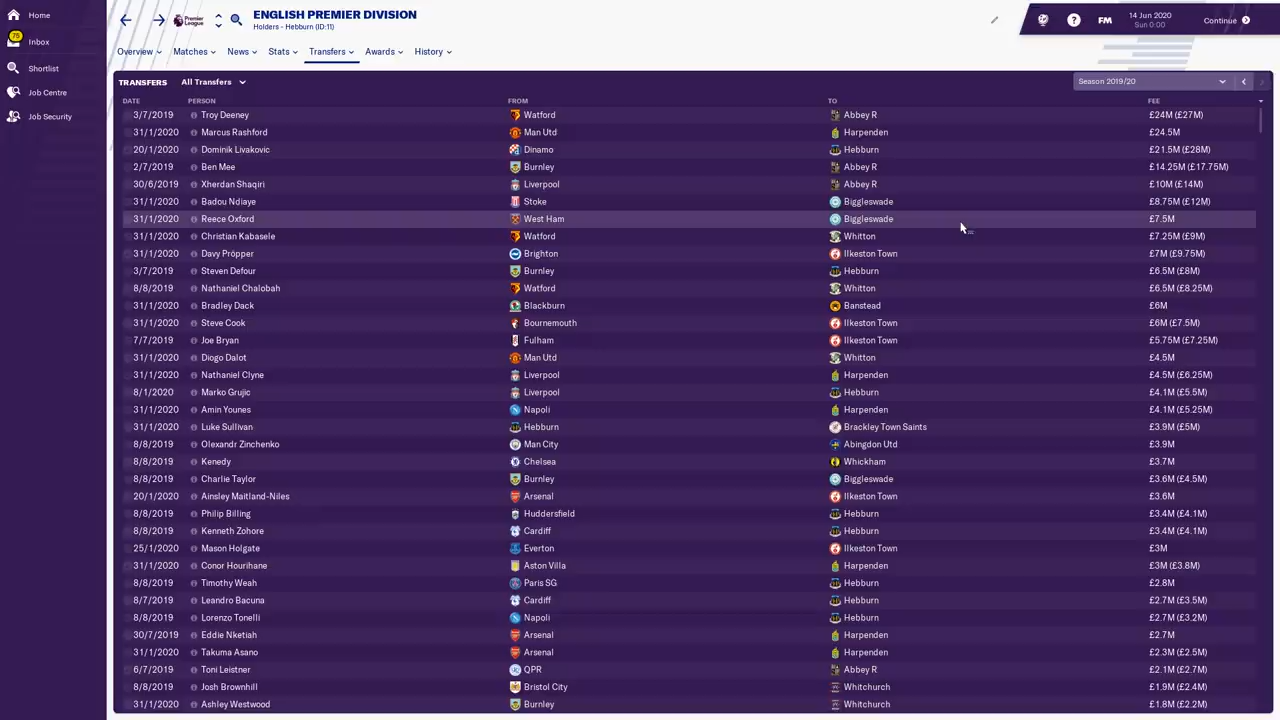 Home
75
Inbox
Shortlist
Job Centre
Job Security
Premier League
ENGLISH PREMIER DIVISION
Holders - Hebburn (ID:11)
? FM 14 Jun 2020 Continue
Sun 0:00
Overview Matches News Stats Transfers Awards History
TRANSFERS All Transfers Season 2019/20
DATE PERSON FROM TO FEE
3/7/2019 Troy Deeney Watford Abbey R £24M (£27M)
31/1/2020 Marcus Rashford Man Utd Harpenden £24.5M
20/1/2020 Dominik Livakovic Dinamo Hebburn £21.5M (£28M)
2/7/2019 Ben Mee Burnley Abbey R £14.25M (£17.75M)
30/6/2019 Xherdan Shaqiri Liverpool Abbey R £10M (£14M)
31/1/2020 Badou Ndiaye Stoke Biggleswade £8.75M (£12M)
31/1/2020 Reece Oxford West Ham Biggleswade £7.5M
31/1/2020 Christian Kabasele Watford Whitton £7.25M (£9M)
31/1/2020 Davy Pröpper Brighton Ilkeston Town £7M (£9.75M)
3/7/2019 Steven Defour Burnley Hebburn £6.5M (£8M)
8/8/2019 Nathaniel Chalobah Watford Whitton £6.5M (£8.25M)
31/1/2020 Bradley Dack Blackburn Banstead £6M
31/1/2020 Steve Cook Bournemouth Ilkeston Town £6M (£7.5M)
7/7/2019 Joe Bryan Fulham Ilkeston Town £5.75M (£7.25M)
31/1/2020 Diogo Dalot Man Utd Whitton £4.5M
31/1/2020 Nathaniel Clyne Liverpool Harpenden £4.5M (£6.25M)
8/1/2020 Marko Grujic Liverpool Hebburn £4.1M (£5.5M)
31/1/2020 Amin Younes Napoli Harpenden £4.1M (£5.25M)
31/1/2020 Luke Sullivan Hebburn Brackley Town Saints £3.9M (£5M)
8/8/2019 Olexandr Zinchenko Man City Abingdon Utd £3.9M
8/8/2019 Kenedy Chelsea Whickham £3.7M
8/8/2019 Charlie Taylor Burnley Biggleswade £3.6M (£4.5M)
20/1/2020 Ainsley Maitland-Niles Arsenal Ilkeston Town £3.6M
8/8/2019 Philip Billing Huddersfield Hebburn £3.4M (£4.1M)
8/8/2019 Kenneth Zohore Cardiff Hebburn £3.4M (£4.1M)
25/1/2020 Mason Holgate Everton Ilkeston Town £3M
31/1/2020 Conor Hourihane Aston Villa Harpenden £3M (£3.8M)
8/8/2019 Timothy Weah Paris SG Hebburn £2.8M
8/7/2019 Leandro Bacuna Cardiff Hebburn £2.7M (£3.5M)
8/8/2019 Lorenzo Tonelli Napoli Hebburn £2.7M (£3.2M)
30/7/2019 Eddie Nketiah Arsenal Harpenden £2.7M
31/1/2020 Takuma Asano Arsenal Harpenden £2.3M (£2.5M)
6/7/2019 Toni Leistner QPR Abbey R £2.1M (£2.7M)
8/8/2019 Josh Brownhill Bristol City Whitchurch £1.9M (£2.4M)
31/1/2020 Ashley Westwood Burnley Whitchurch £1.8M (£2.2M)